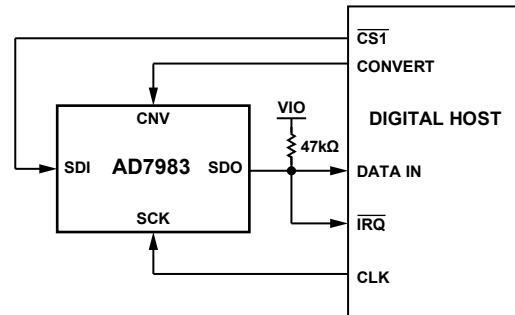 CS1
CONVERT
VIO
CNV
DIGITAL HOST
47kΩ
SDI AD7983 SDO
DATA IN
SCK
IRQ
CLK